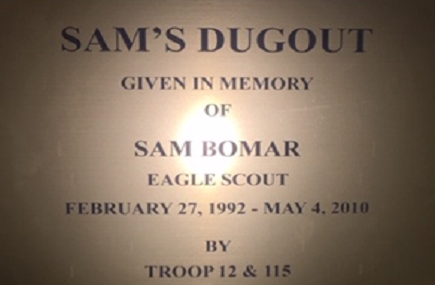 SAM'S DUGOUT
GIVEN IN MEMORY
OF
SAM BOMAR
EAGLE SCOUT
FEBRUARY 27, 1992 - MAY 4, 2010
BY
TROOP 12 & 115